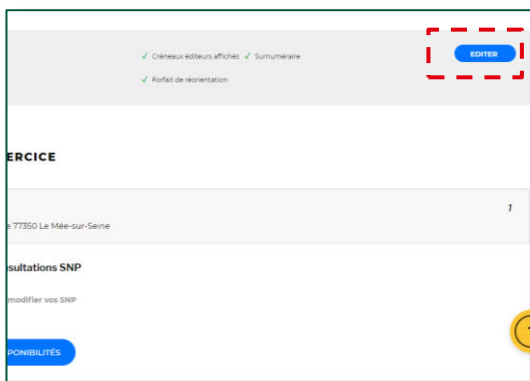 ✓ Créneaux éditeurs affichés ✓ Surnuméraire
EDITER
✓ Forfait de réorientation
ERCICE
1
e 77350 Le Mée-sur-Seine
sultations SNP
modifier vos SNP
PONIBILITÉS